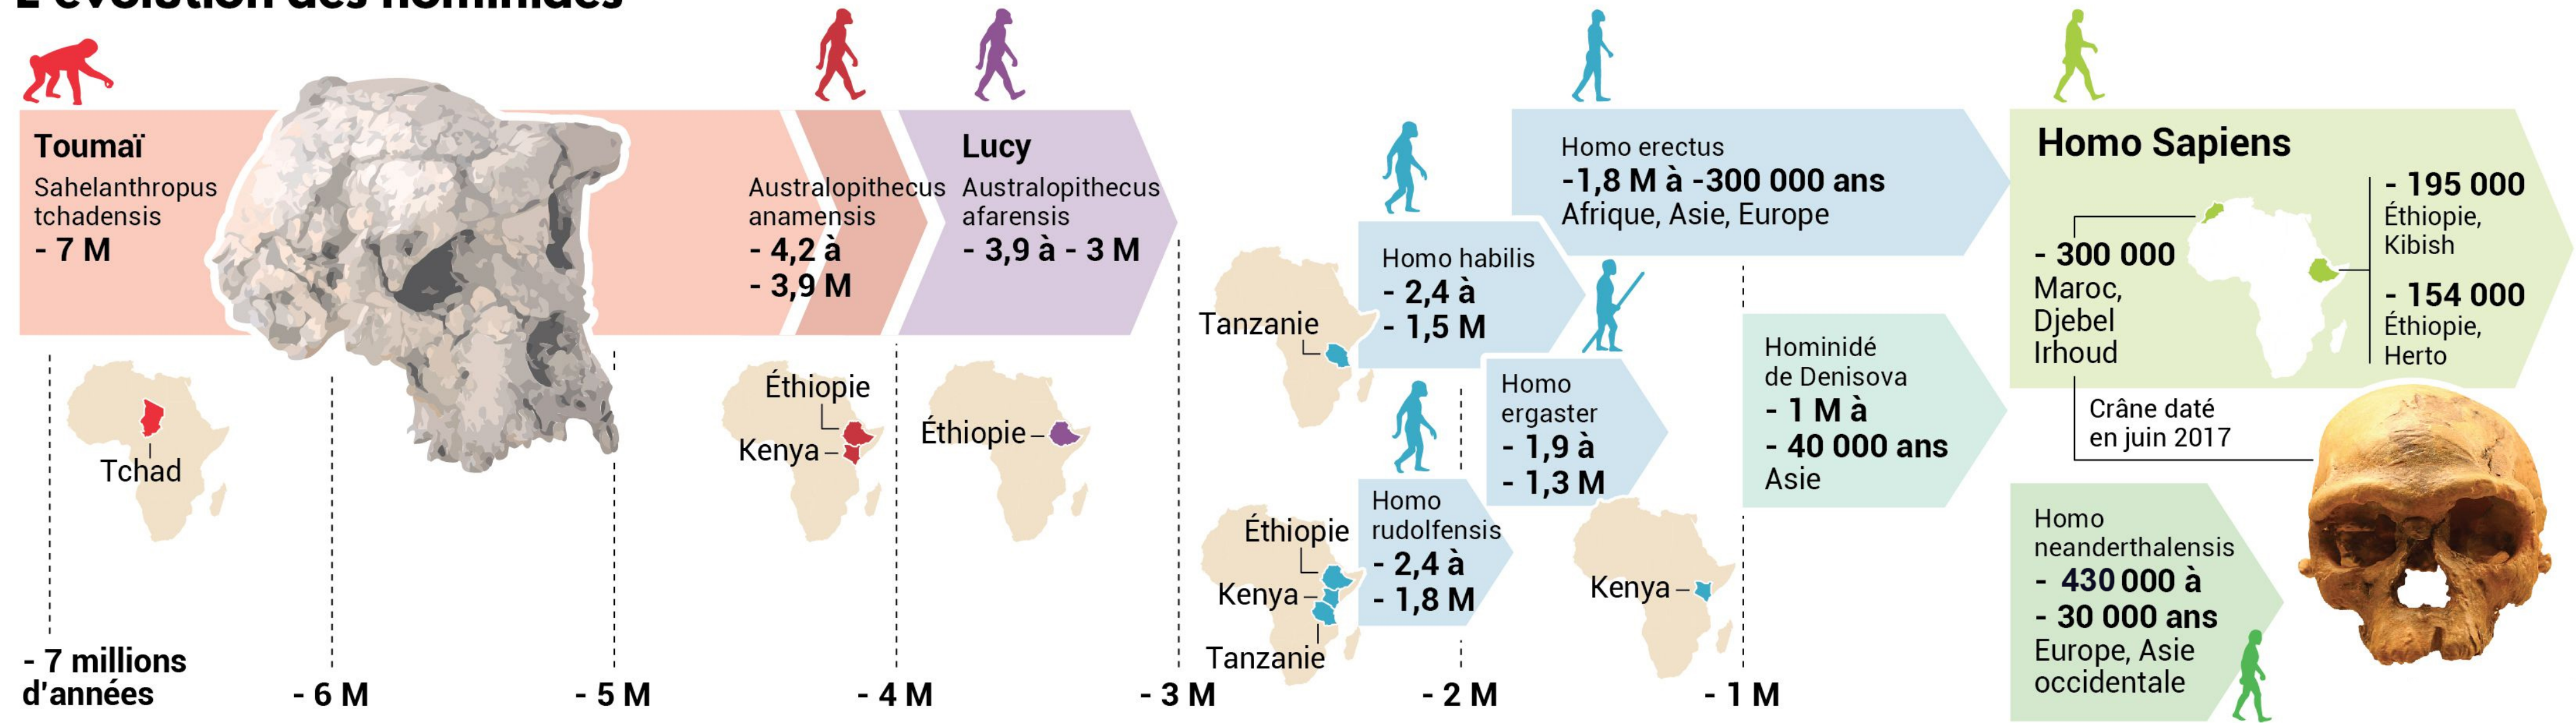 L'évolution des hominidés
Toumaï
Sahelanthropus
tchadensis
- 7 M
Tchad
Australopithecus
anamensis
- 4,2 à
- 3,9 M
Éthiopie
Kenya
Lucy
Australopithecus
afarensis
- 3,9 à - 3 M
Éthiopie
Homo habilis
- 2,4 à
- 1,5 M
Tanzanie
Homo
rudolfensis
- 2,4 à
- 1,8 M
Éthiopie
Kenya
Tanzanie
Homo erectus
-1,8 M à -300 000 ans
Afrique, Asie, Europe
Homo
ergaster
- 1,9 à
- 1,3 M
Kenya
Hominidé
de Denisova
- 1 M à
- 40 000 ans
Asie
Homo Sapiens
- 300 000
Maroc,
Djebel
Irhoud
- 195 000
Éthiopie,
Kibish
- 154 000
Éthiopie,
Herto
Crâne daté
en juin 2017
Homo
neanderthalensis
- 430 000 à
- 30 000 ans
Europe, Asie
occidentale
- 7 millions
d'années
- 6 M
- 5 M
- 4 M
- 3 M
- 2 M
- 1 M